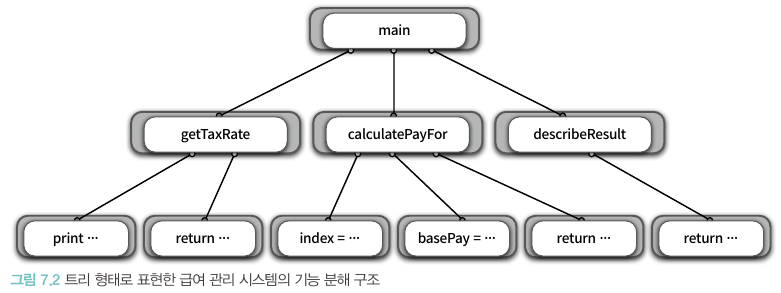 main
getTaxRate
calculatePayFor
describeResult
print ⋯
return ⋯
index = ⋯
basePay = ⋯
return ⋯
return ⋯
그림 7.2 트리 형태로 표현한 급여 관리 시스템의 기능 분해 구조